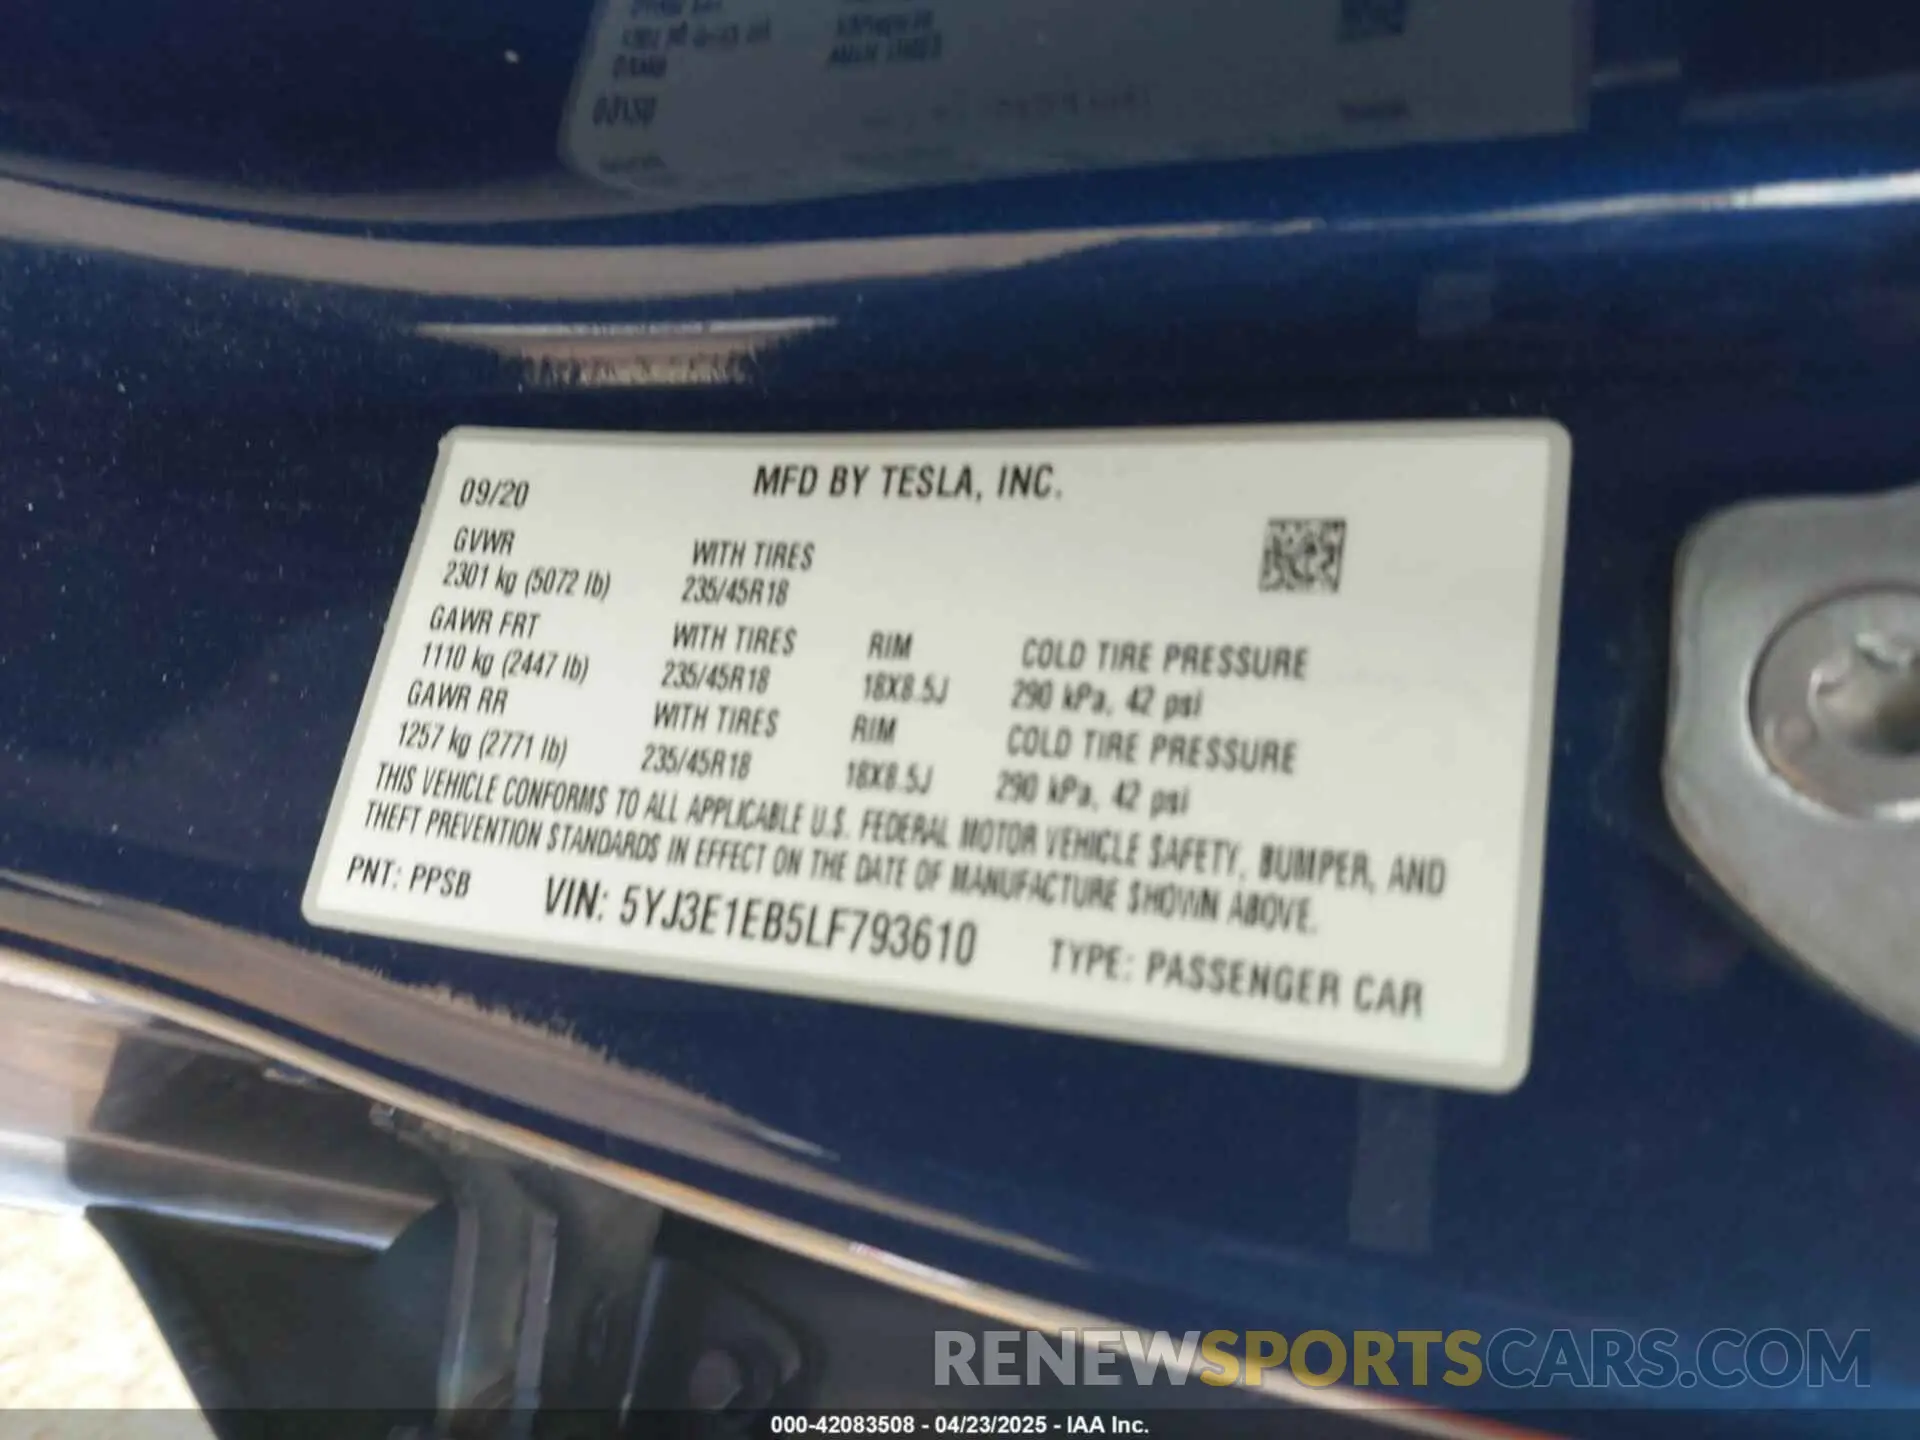 09/20
MFD BY TESLA, INC.
GVWR
2301 kg (5072 lb)
WITH TIRES
235/45R18
GAWR FRT
1110 kg (2447 lb)
WITH TIRES
235/45R18
RIM
18X8.5J
COLD TIRE PRESSURE
290 kPa, 42 psi
GAWR RR
1257 kg (2771 lb)
WITH TIRES
235/45R18
RIM
18X8.5J
COLD TIRE PRESSURE
290 kPa, 42 psi
THIS VEHICLE CONFORMS TO ALL APPLICABLE U.S. FEDERAL MOTOR VEHICLE SAFETY, BUMPER, AND
THEFT PREVENTION STANDARDS IN EFFECT ON THE DATE OF MANUFACTURE SHOWN ABOVE.
PNT: PPSB
VIN: 5YJ3E1EB5LF793610
TYPE: PASSENGER CAR
RENEWSPORTSCARS.COM
000-42083508 - 04/23/2025 - IAA Inc.